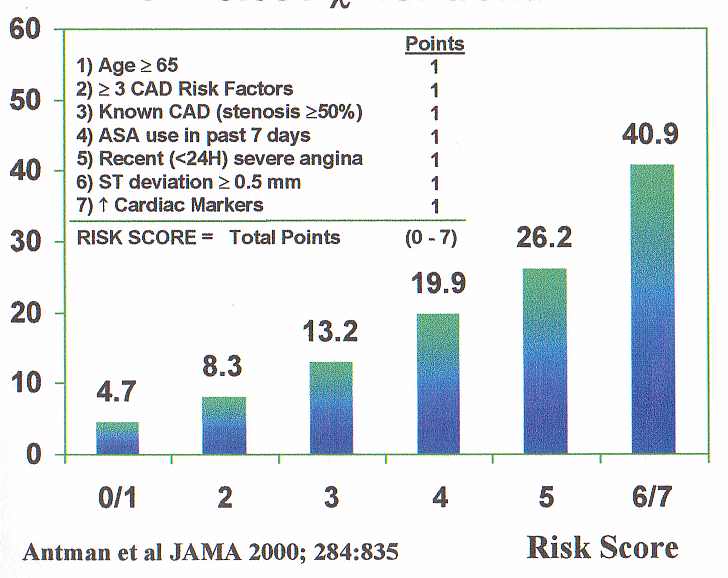 60
50
40
30
20
10
0
Points
1) Age ≥ 65 1
2) ≥ 3 CAD Risk Factors 1
3) Known CAD (stenosis ≥50%) 1
4) ASA use in past 7 days 1
5) Recent (<24H) severe angina 1
6) ST deviation ≥ 0.5 mm 1
7) ↑ Cardiac Markers 1
RISK SCORE = Total Points (0 - 7)
4.7
8.3
13.2
19.9
26.2
40.9
0/1 2 3 4 5 6/7
Antman et al JAMA 2000; 284:835 Risk Score